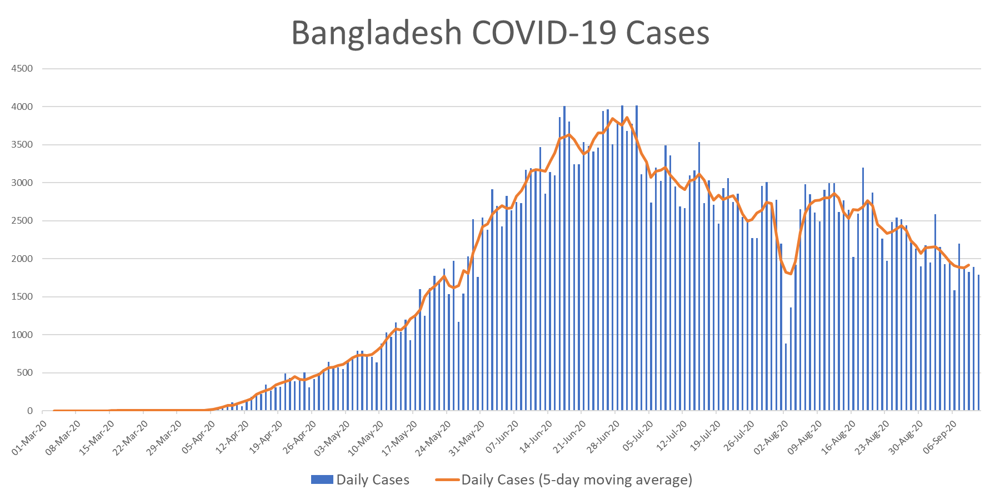 Bangladesh COVID-19 Cases
4500
4000
3500
3000
2500
2000
1500
1000
500
0
01-Mar-20
08-Mar-20
15-Mar-20
22-Mar-20
29-Mar-20
05-Apr-20
12-Apr-20
19-Apr-20
26-Apr-20
03-May-20
10-May-20
17-May-20
24-May-20
31-May-20
07-Jun-20
14-Jun-20
21-Jun-20
28-Jun-20
05-Jul-20
12-Jul-20
19-Jul-20
26-Jul-20
02-Aug-20
09-Aug-20
16-Aug-20
23-Aug-20
30-Aug-20
06-Sep-20
Daily Cases
Daily Cases (5-day moving average)